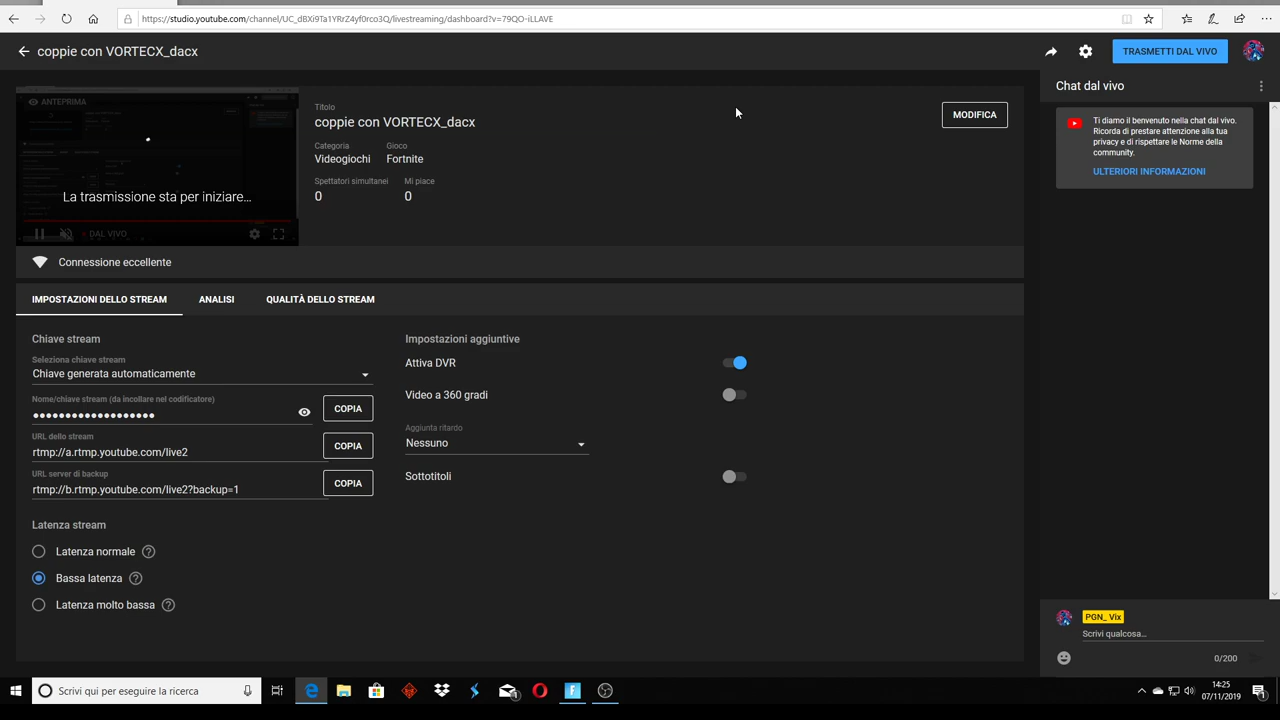 https://studio.youtube.com/channel/UC_dBXi9Ta1YRrZ4yf0rco3Q/livestreaming/dashboard?v=79QO-iLLAVE
coppie con VORTECX_dacx
TRASMETTI DAL VIVO
ANTEPRIMA
La trasmissione sta per iniziare...
DAL VIVO
Titolo
coppie con VORTECX_dacx
MODIFICA
Categoria
Gioco
Videogiochi
Fortnite
Spettatori simultanei
Mi piace
0
0
Connessione eccellente
IMPOSTAZIONI DELLO STREAM
ANALISI
QUALITÀ DELLO STREAM
Chiave stream
Seleziona chiave stream
Chiave generata automaticamente
Nome/chiave stream (da incollare nel codificatore)
●●●●●●●●●●●●●●●●●●●
COPIA
URL dello stream
rtmp://a.rtmp.youtube.com/live2
COPIA
URL server di backup
rtmp://b.rtmp.youtube.com/live2?backup=1
COPIA
Latenza stream
Latenza normale
Bassa latenza
Latenza molto bassa
Impostazioni aggiuntive
Attiva DVR
Video a 360 gradi
Aggiunta ritardo
Nessuno
Sottotitoli
Chat dal vivo
Ti diamo il benvenuto nella chat dal vivo.
Ricorda di prestare attenzione alla tua
privacy e di rispettare le Norme della
community.
ULTERIORI INFORMAZIONI
PGN_ Vix
Scrivi qualcosa...
0/200
Scrivi qui per eseguire la ricerca
14:25
07/11/2019